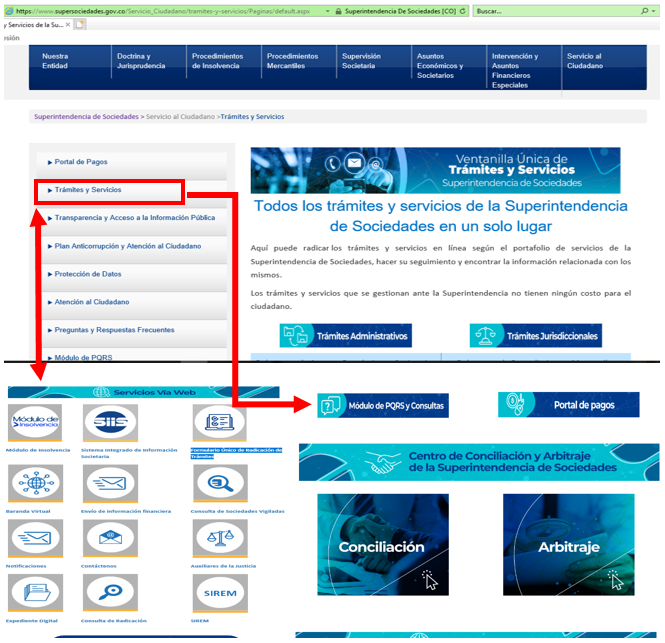 https://www.supersociedades.gov.co/Servicio_Ciudadano/tramites-y-servicios/Paginas/default.aspx
Superintendencia De Sociedades [CO]
Buscar...
y Servicios de la Su...
esión
Nuestra
Entidad
Doctrina y
Jurisprudencia
Procedimientos
de Insolvencia
Procedimientos
Mercantiles
Supervisión
Societaria
Asuntos
Económicos y
Societarios
Intervención y
Asuntos
Financieros
Especiales
Servicio al
Ciudadano
Superintendencia de Sociedades > Servicio al Ciudadano >Trámites y Servicios
Portal de Pagos
Trámites y Servicios
Transparencia y Acceso a la Información Pública
Plan Anticorrupción y Atención al Ciudadano
Protección de Datos
Atención al Ciudadano
Preguntas y Respuestas Frecuentes
Módulo de PQRS
Ventanilla Única de
Trámites y Servicios
Superintendencia de Sociedades
Todos los trámites y servicios de la Superintendencia
de Sociedades en un solo lugar
Aquí puede radicar los trámites y servicios en línea según el portafolio de servicios de la
Superintendencia de Sociedades, hacer su seguimiento y encontrar la información relacionada con los
mismos.
Los trámites y servicios que se gestionan ante la Superintendencia no tienen ningún costo para el
ciudadano.
Trámites Administrativos
Trámites Jurisdiccionales
Servicios Vía Web
Módulo de
>Insolvencia
SIIS
Módulo de Insolvencia
Sistema Integrado de Información
Societaria
Formulario Único de Radicación de
Trámites
Baranda Virtual
Envío de Información financiera
Consulta de Sociedades Vigiladas
Notificaciones
Contáctenos
Auxiliares de la Justicia
SIREM
Expediente Digital
Consulta de Radicación
SIREM
Módulo de PQRS y Consultas
Portal de pagos
Centro de Conciliación y Arbitraje
de la Superintendencia de Sociedades
Conciliación
Arbitraje